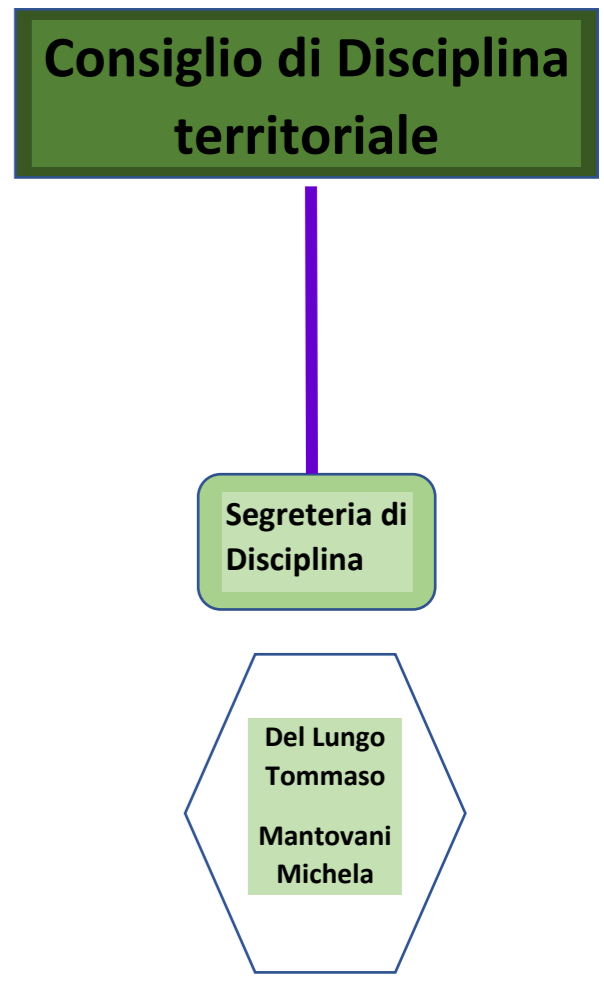 Consiglio di Disciplina
territoriale
Segreteria di
Disciplina
Del Lungo
Tommaso
Mantovani
Michela